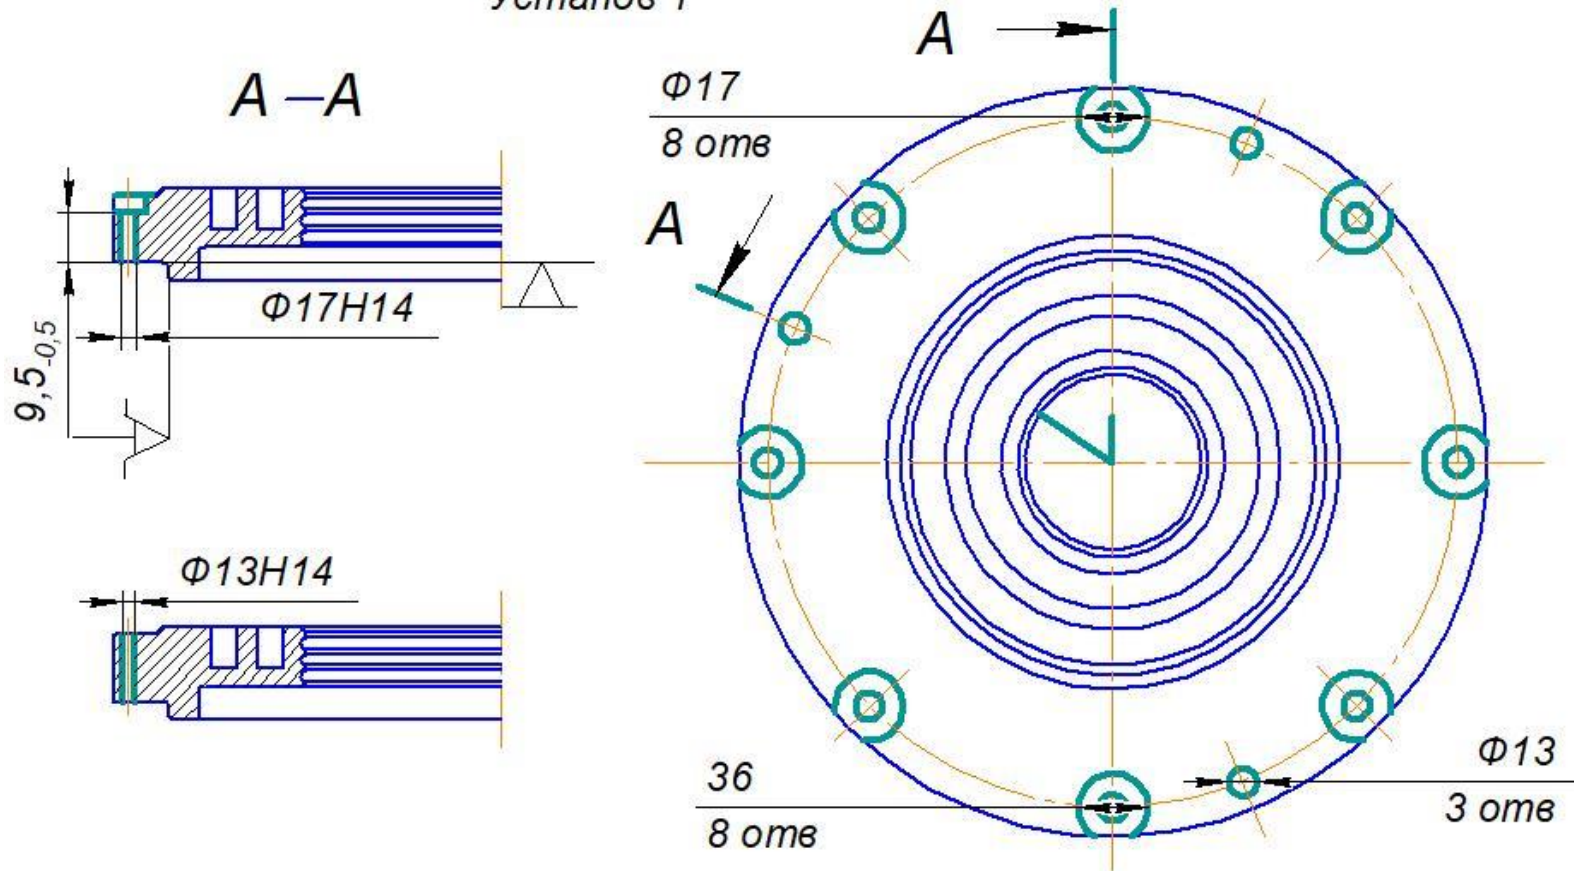 Установ 1
А
А – А
Ф17
8 отв
А
Ф17Н14
9,5-0,5
Ф13Н14
36
8 отв
Ф13
3 отв